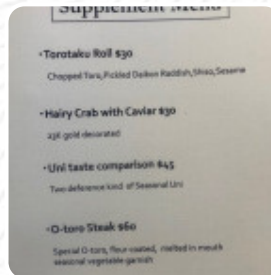 Supplement Menu
•Torotaku Roll $30
Chopped Toro,Pickled Daikon Raddish,Shiso,Sesame
•Hairy Crab with Caviar $30
23k gold decorated
•Uni taste comparison $45
Two deference kind of Seasonal Uni
•O-toro Steak $60
Special O-toro, flour coated, melted in mouth
seasonal vegetable garnish